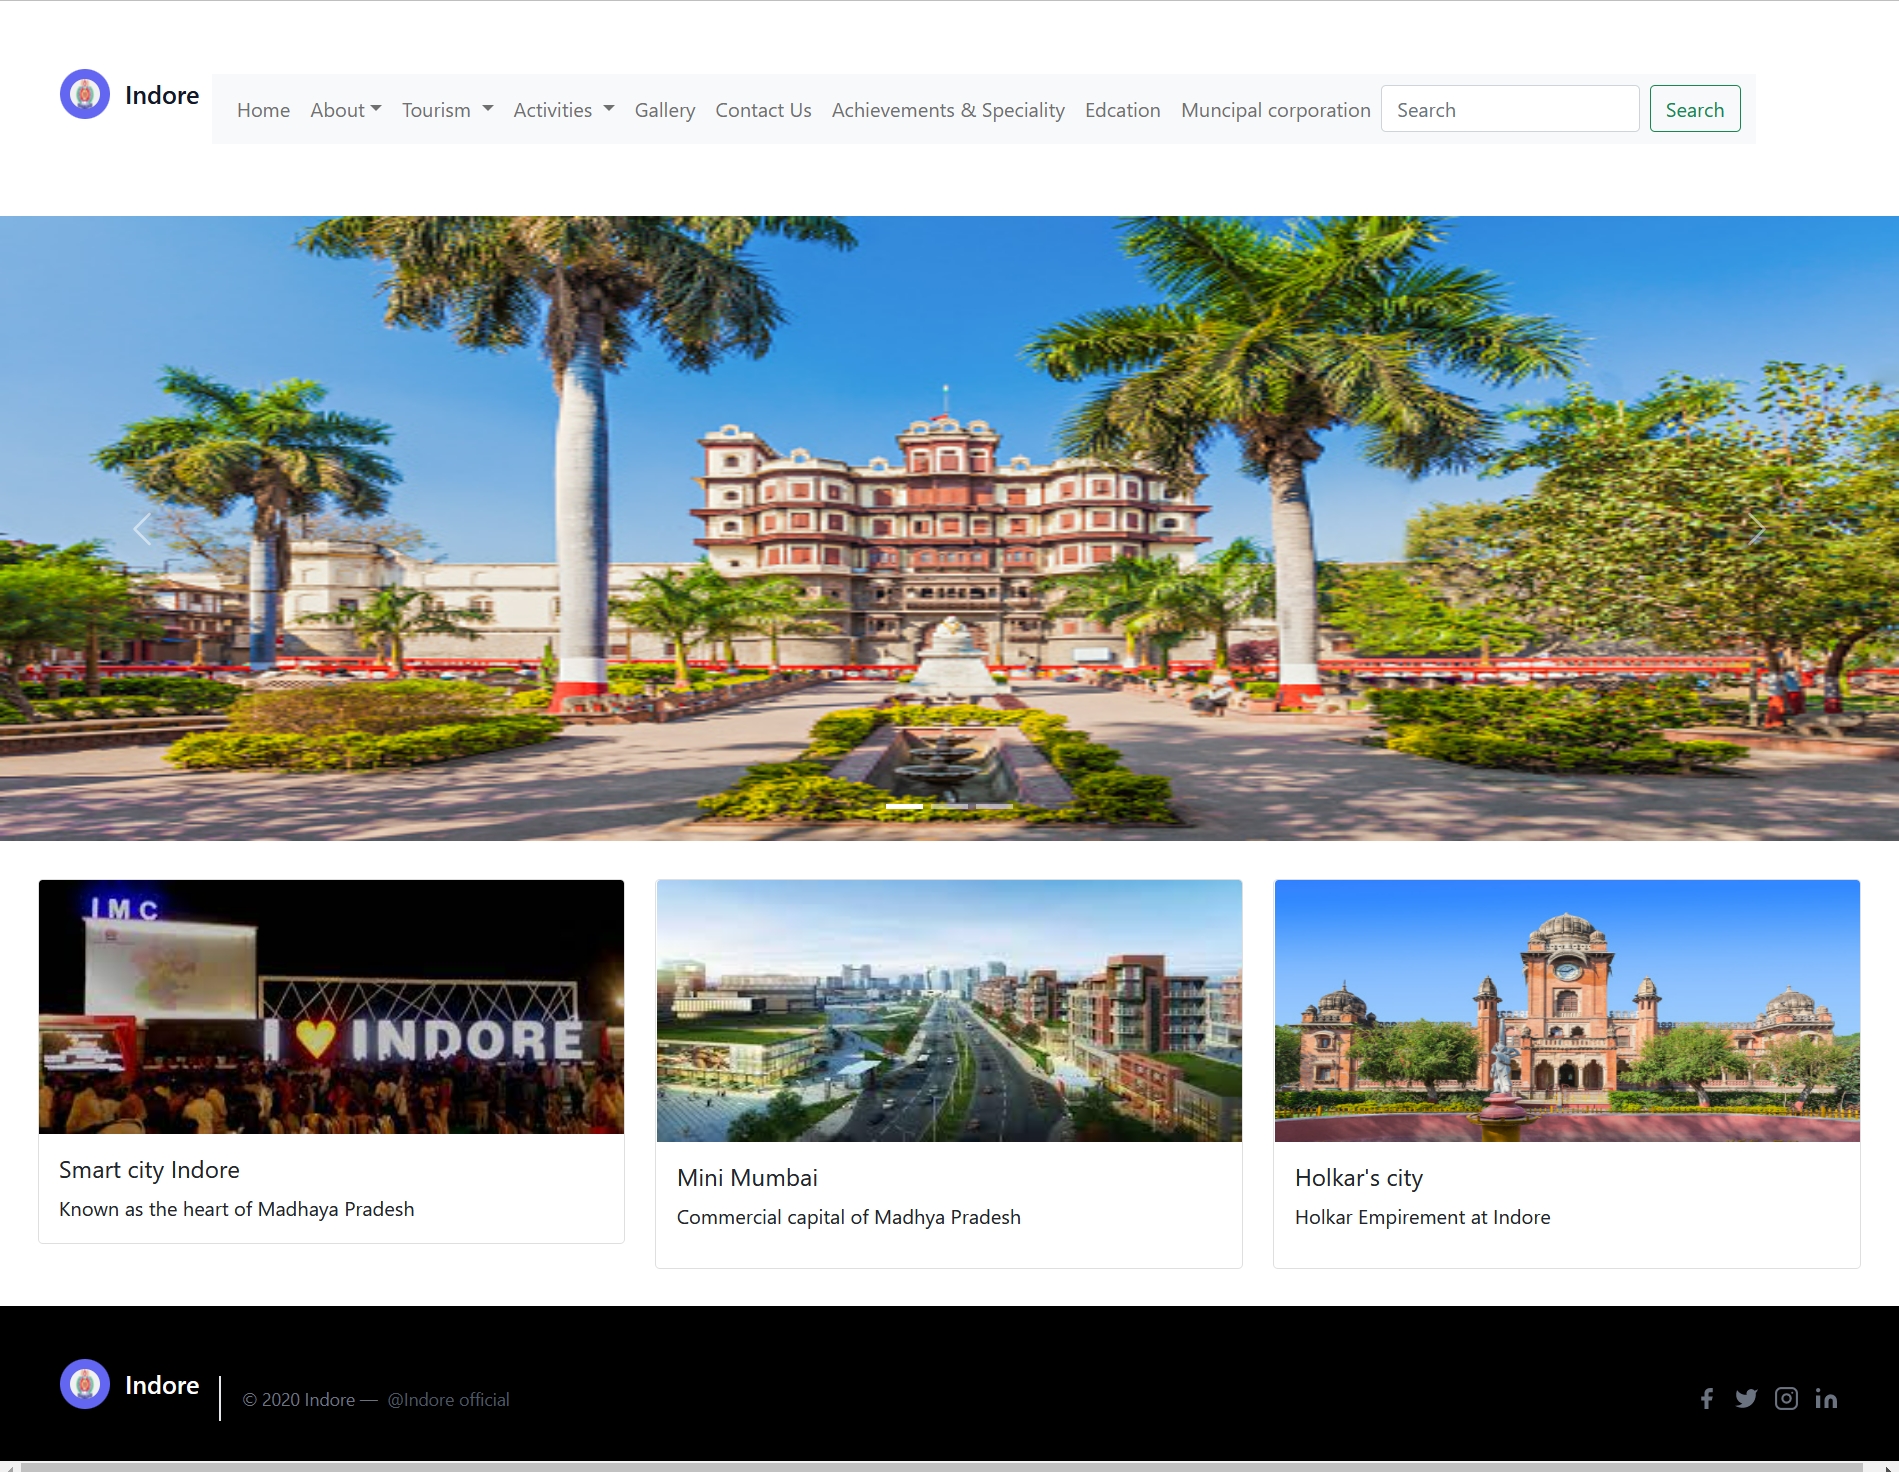 Indore
Home About Tourism Activities Gallery Contact Us Achievements & Speciality Edcation Muncipal corporation Search Search
IMC
I INDORE
Smart city Indore
Known as the heart of Madhaya Pradesh
Mini Mumbai
Commercial capital of Madhya Pradesh
Holkar's city
Holkar Empirement at Indore
Indore
© 2020 Indore — @Indore official